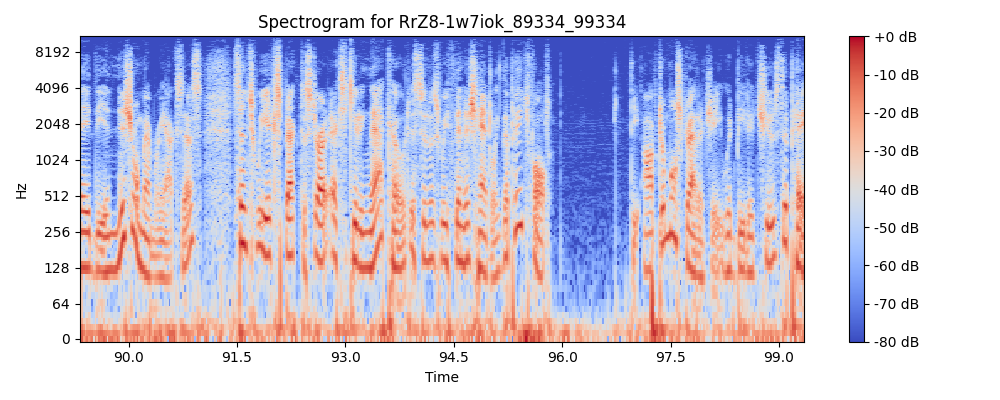 Spectrogram for RrZ8-1w7iok_89334_99334
Hz
8192
4096
2048
1024
512
256
128
64
0
90.0 91.5 93.0 94.5 96.0 97.5 99.0
Time
+0 dB
-10 dB
-20 dB
-30 dB
-40 dB
-50 dB
-60 dB
-70 dB
-80 dB